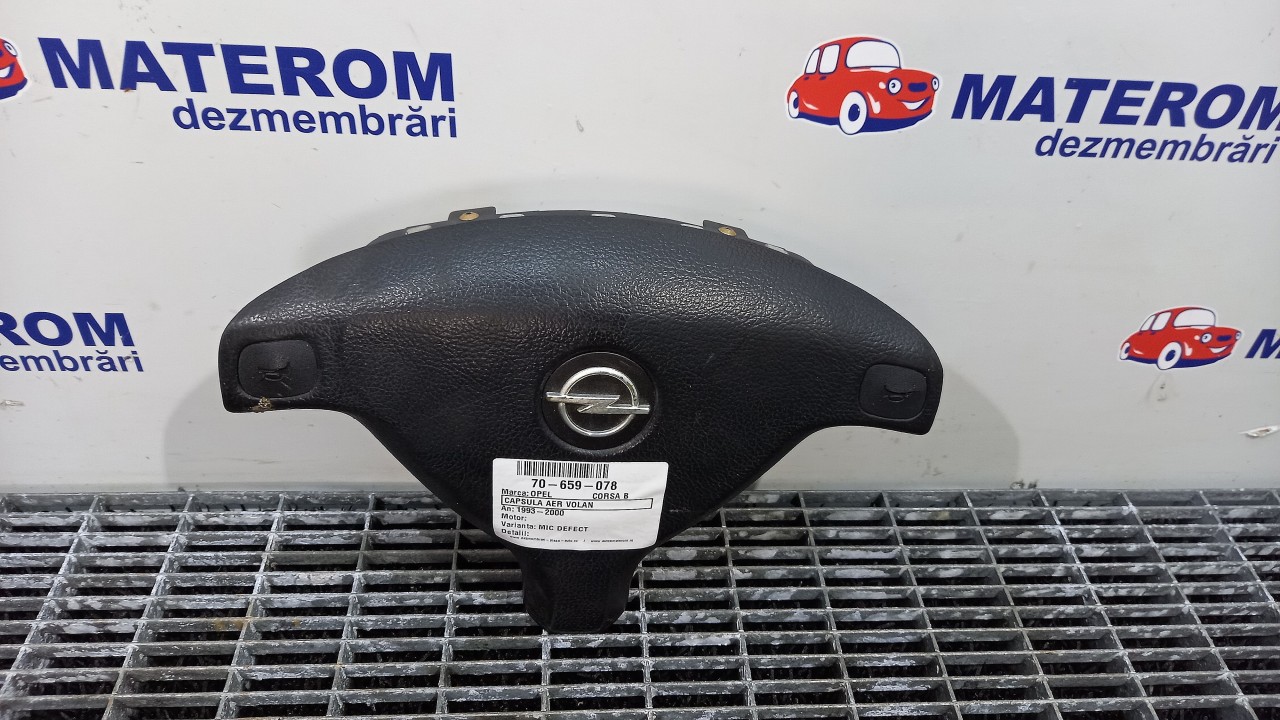 MATEROM
dezmembrări
MATEROM
dezmembrări
ROM
mbrări
M
70-659-078
Marca: OPEL CORSA B
CAPSULA AER VOLAN
An: 1993-2000
Motor:
Varianta: MIC DEFECT
Detalii: